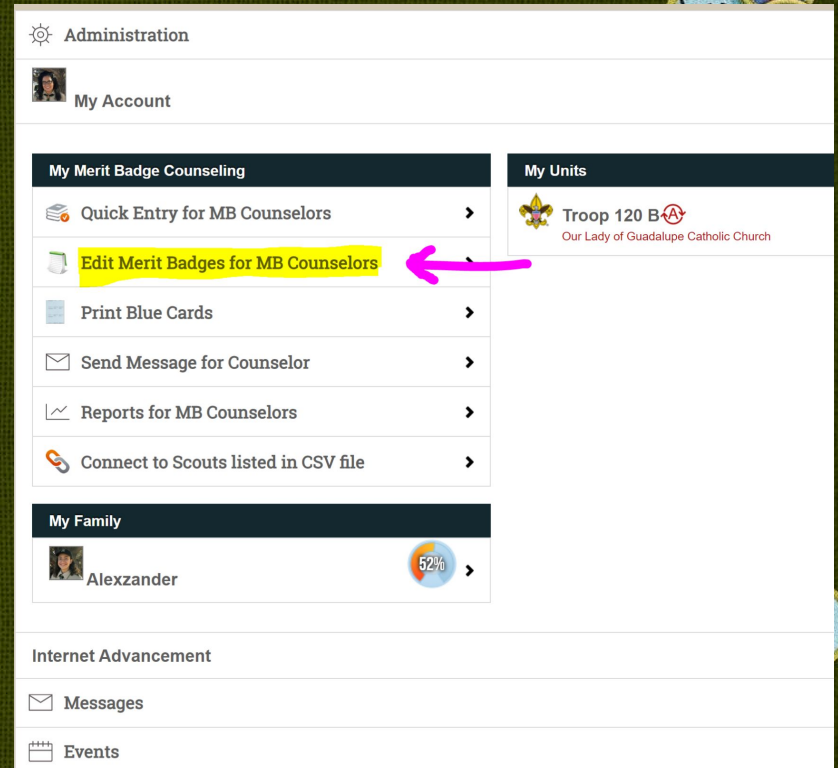 Administration
My Account
My Merit Badge Counseling
Quick Entry for MB Counselors
Edit Merit Badges for MB Counselors
Print Blue Cards
Send Message for Counselor
Reports for MB Counselors
Connect to Scouts listed in CSV file
My Family
Alexzander
52%
My Units
Troop 120 B A
Our Lady of Guadalupe Catholic Church
Internet Advancement
Messages
Events